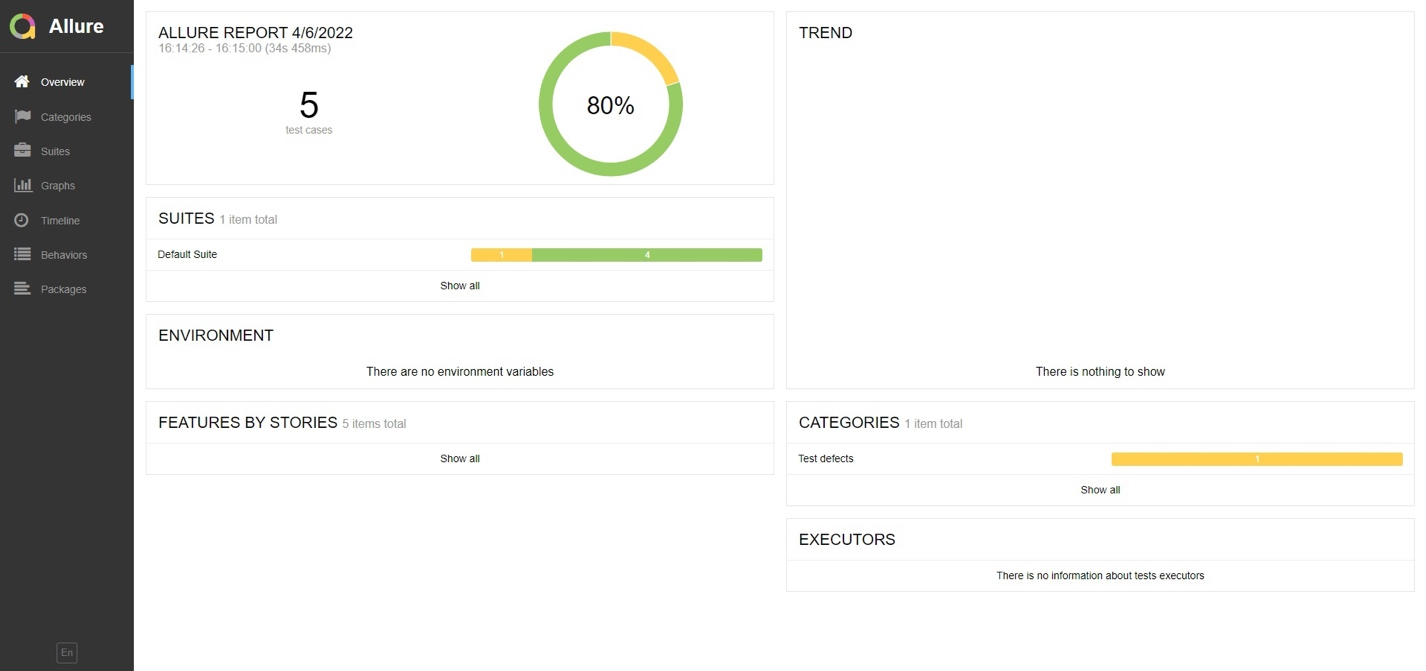 Allure
Overview
Categories
Suites
Graphs
Timeline
Behaviors
Packages
En
ALLURE REPORT 4/6/2022
16:14:26 - 16:15:00 (34s 458ms)
5
test cases
80%
SUITES 1 item total
Default Suite 1 4
Show all
ENVIRONMENT
There are no environment variables
FEATURES BY STORIES 5 items total
Show all
TREND
There is nothing to show
CATEGORIES 1 item total
Test defects 1
Show all
EXECUTORS
There is no information about tests executors